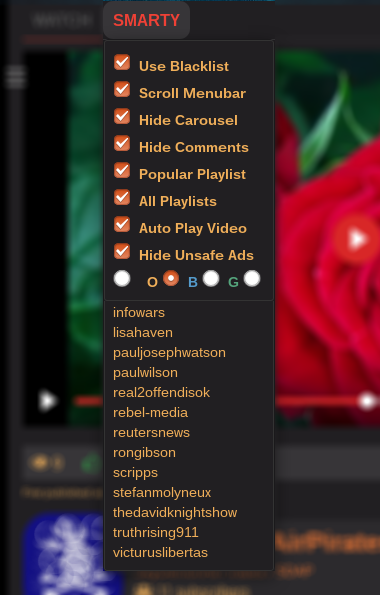 WATCH
SMARTY
Use Blacklist
Scroll Menubar
Hide Carousel
Hide Comments
Popular Playlist
All Playlists
Auto Play Video
Hide Unsafe Ads
O B G
infowars
lisahaven
pauljosephwatson
paulwilson
real2offendisok
rebel-media
reutersnews
rongibson
scripps
stefanmolyneux
thedavidknightshow
truthrising911
victuruslibertas